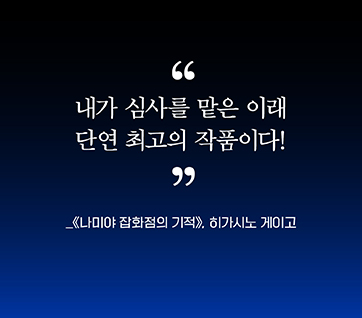 “
내가 심사를 맡은 이래
단연 최고의 작품이다!
”
_《나미야 잡화점의 기적》, 히가시노 게이고